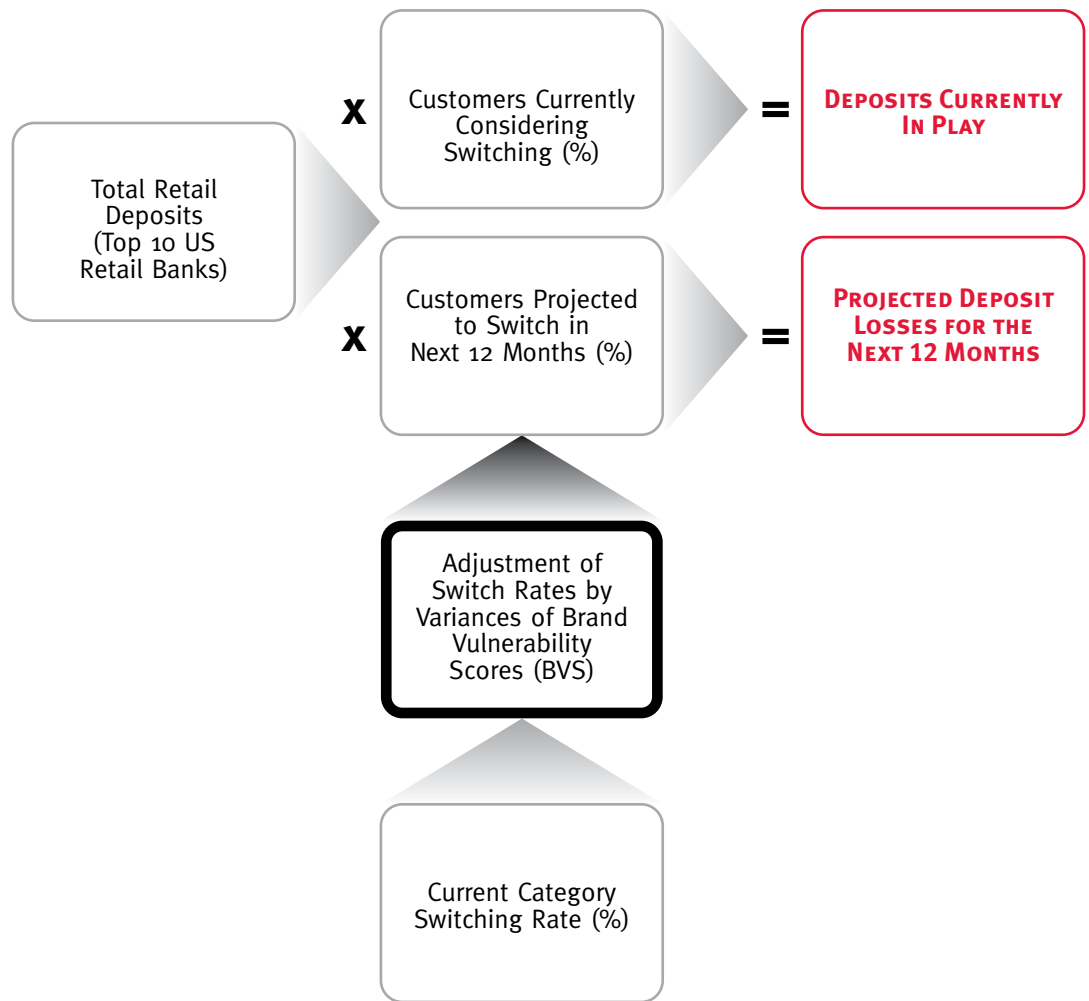 Total Retail
Deposits
(Top 10 US
Retail Banks)
x
Customers Currently
Considering
Switching (%)
=
DEPOSITS CURRENTLY
IN PLAY
x
Customers Projected
to Switch in
Next 12 Months (%)
=
PROJECTED DEPOSIT
LOSSES FOR THE
NEXT 12 MONTHS
Adjustment of
Switch Rates by
Variances of Brand
Vulnerability
Scores (BVS)
Current Category
Switching Rate (%)